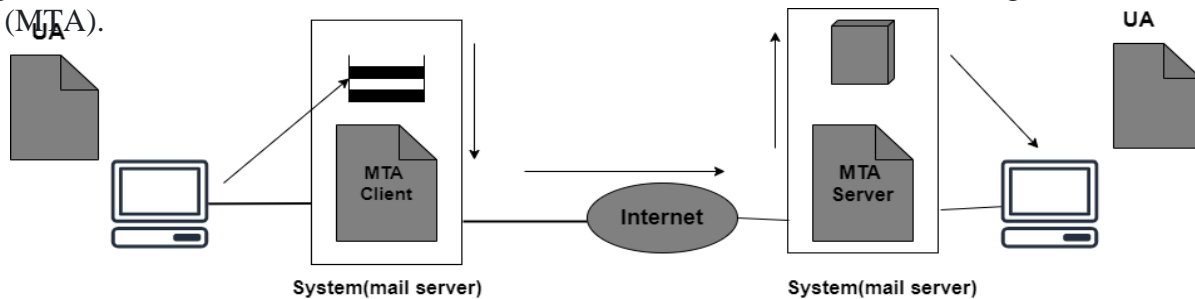 (MTA).
UA
UA
MTA
Client
MTA
Server
Internet
System(mail server)
System(mail server)